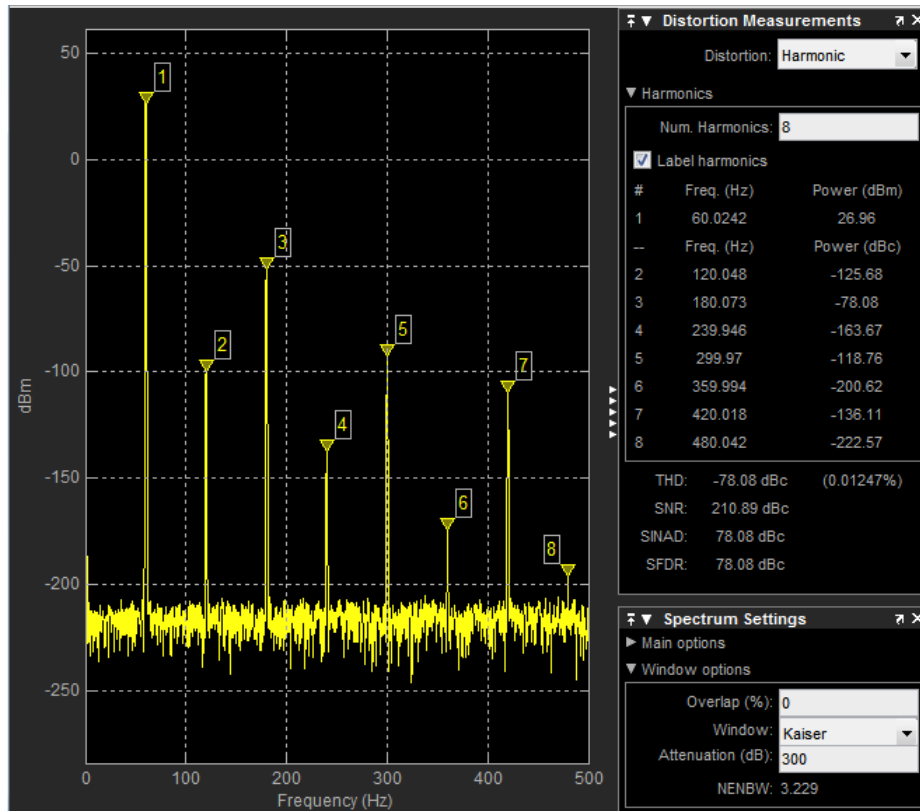 50
0
-50
-100
-150
-200
-250
dBm
0 100 200 300 400 500
Frequency (Hz)
1
2
3
4
5
6
7
8
Distortion Measurements
Distortion: Harmonic
Harmonics
Num. Harmonics: 8
Label harmonics
# Freq. (Hz) Power (dBm)
1 60.0242 26.96
-- Freq. (Hz) Power (dBc)
2 120.048 -125.68
3 180.073 -78.08
4 239.946 -163.67
5 299.97 -118.76
6 359.994 -200.62
7 420.018 -136.11
8 480.042 -222.57
THD: -78.08 dBc (0.01247%)
SNR: 210.89 dBc
SINAD: 78.08 dBc
SFDR: 78.08 dBc
Spectrum Settings
Main options
Window options
Overlap (%): 0
Window: Kaiser
Attenuation (dB): 300
NENBW: 3.229